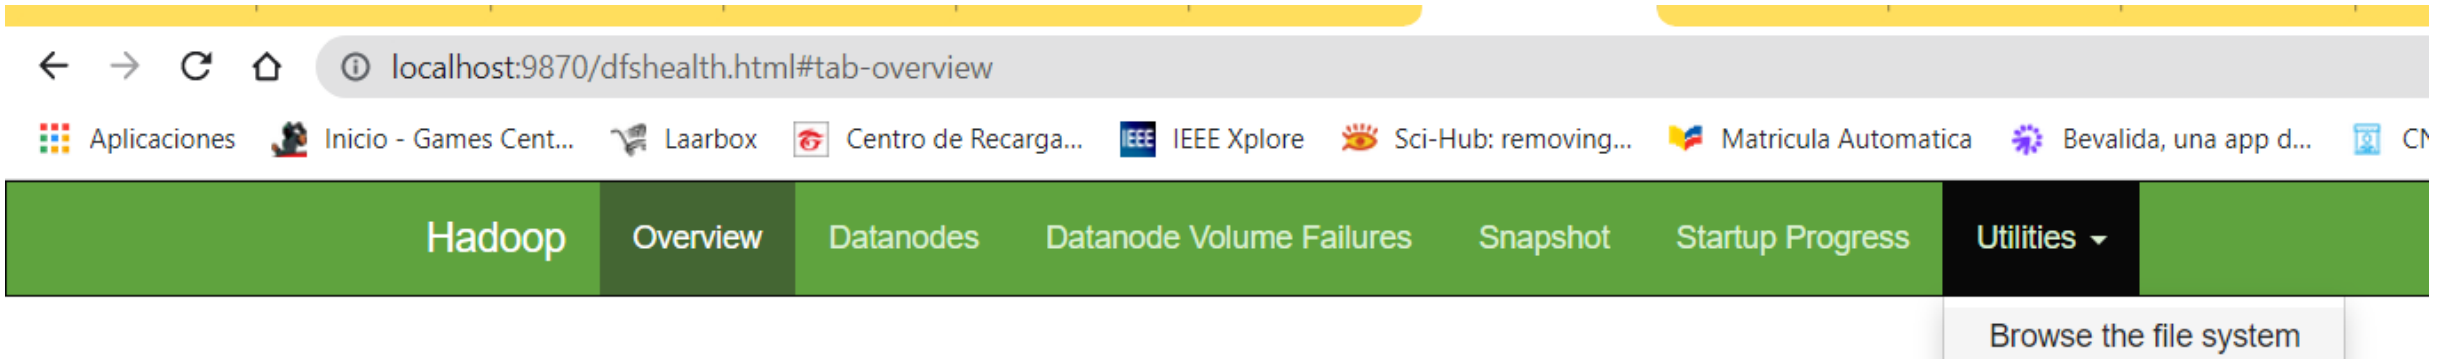 localhost:9870/dfshealth.html#tab-overview
Aplicaciones Inicio - Games Cent... Laarbox Centro de Recarga... IEEE IEEE Xplore Sci-Hub: removing... Matricula Automatica Bevalida, una app d...
Hadoop Overview Datanodes Datanode Volume Failures Snapshot Startup Progress Utilities
Browse the file system